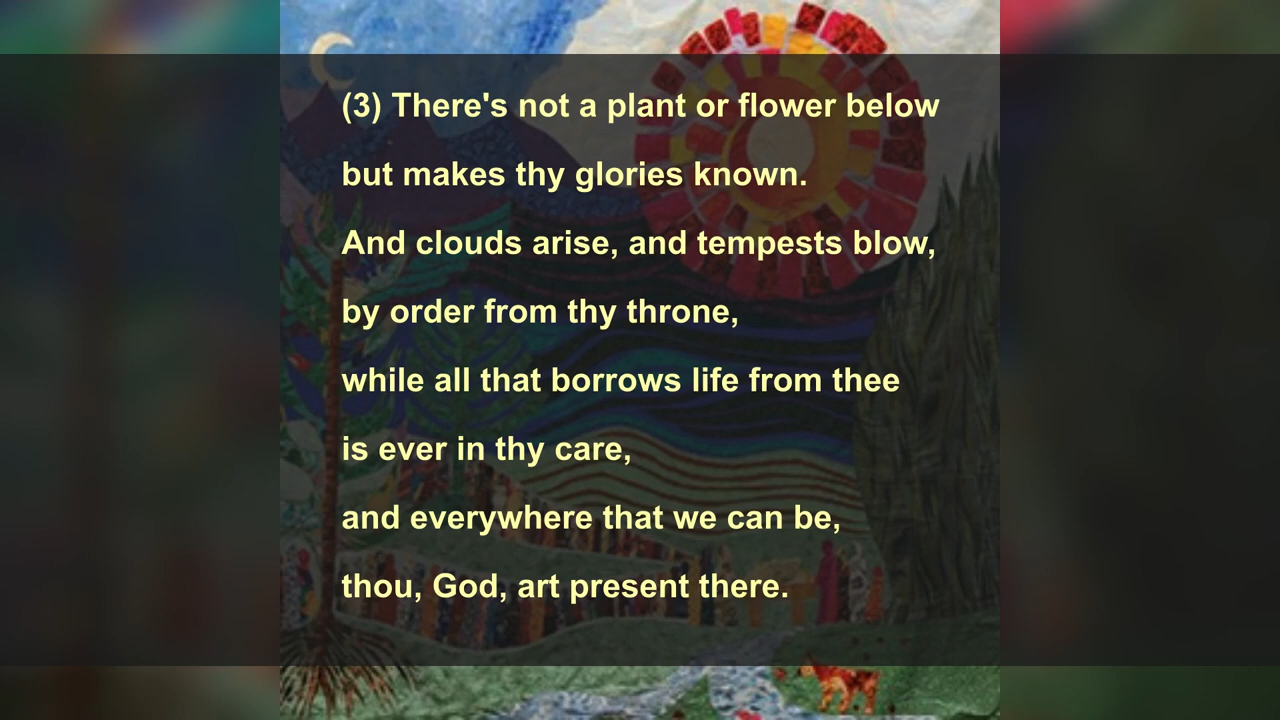 (3) There's not a plant or flower below
but makes thy glories known.
And clouds arise, and tempests blow,
by order from thy throne,
while all that borrows life from thee
is ever in thy care,
and everywhere that we can be,
thou, God, art present there.